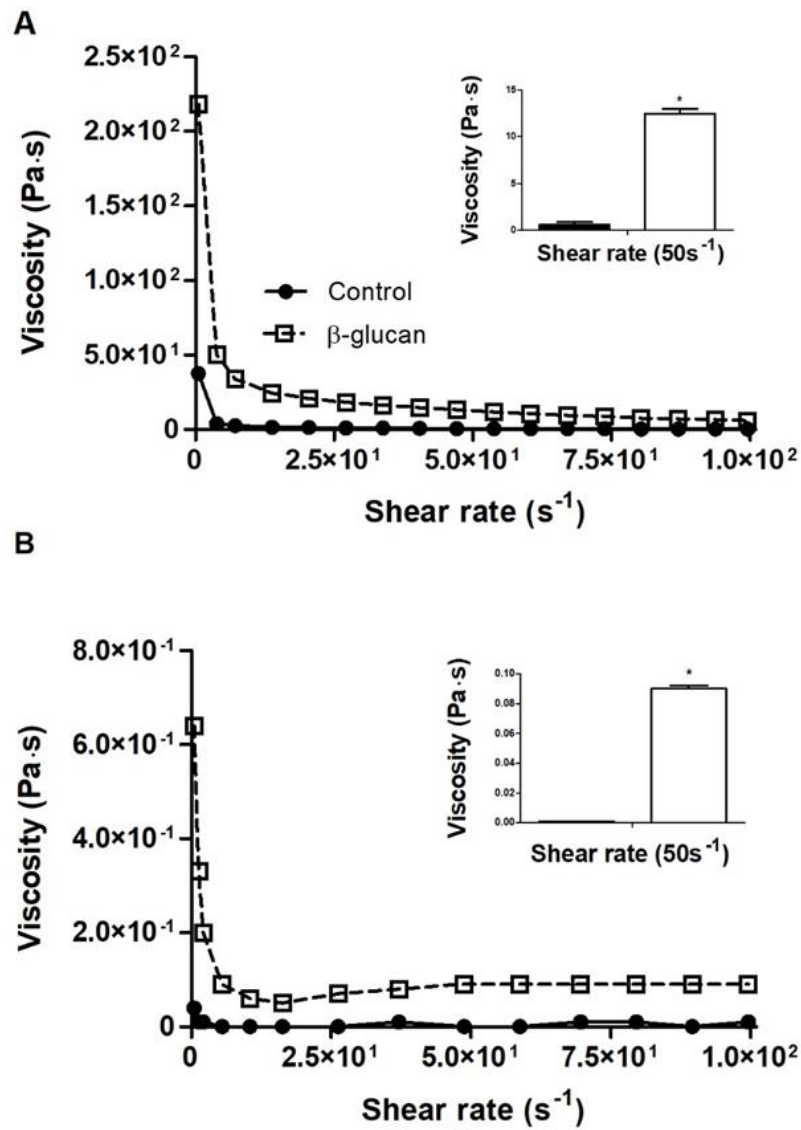 A
2.5×10²
2.0×10²
1.5×10²
1.0×10²
5.0×10¹
0
Viscosity (Pa·s)
0 2.5×10¹ 5.0×10¹ 7.5×10¹ 1.0×10²
Shear rate (s⁻¹)
Control
β-glucan
15
10
5
0
Viscosity (Pa·s)
*
Shear rate (50s⁻¹)
B
8.0×10⁻¹
6.0×10⁻¹
4.0×10⁻¹
2.0×10⁻¹
0
Viscosity (Pa·s)
0 2.5×10¹ 5.0×10¹ 7.5×10¹ 1.0×10²
Shear rate (s⁻¹)
0.10
0.08
0.06
0.04
0.02
0.00
Viscosity (Pa·s)
*
Shear rate (50s⁻¹)